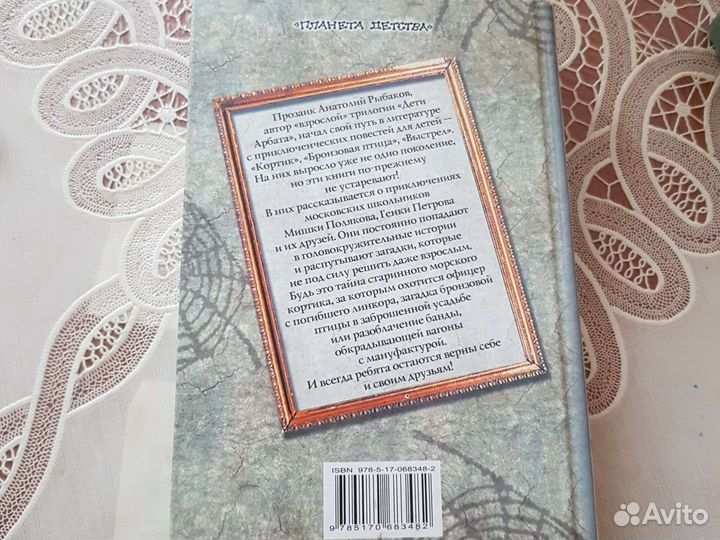 «ПЛАНЕТА ДЕТСТВА»
Прозаик Анатолий Рыбаков,
автор «взрослой» трилогии «Дети
Арбата», начал свой путь в литературе
с приключенческих повестей для детей —
«Кортик», «Бронзовая птица», «Выстрел».
На них выросло уже не одно поколение,
но эти книги по-прежнему
не устаревают!
В них рассказывается о приключениях
московских школьников
Мишки Полякова, Генки Петрова
и их друзей. Они постоянно попадают
в головокружительные истории
и распутывают загадки, которые
не под силу решить даже взрослым.
Будь это тайна старинного морского
кортика, за которым охотится офицер
с погибшего линкора, загадка бронзовой
птицы в заброшенной усадьбе
или разоблачение банды,
обкрадывающей вагоны
с мануфактурой.
И всегда ребята остаются верны себе
и своим друзьям!
ISBN 978-5-17-068348-2
9 785170 683482
Avito